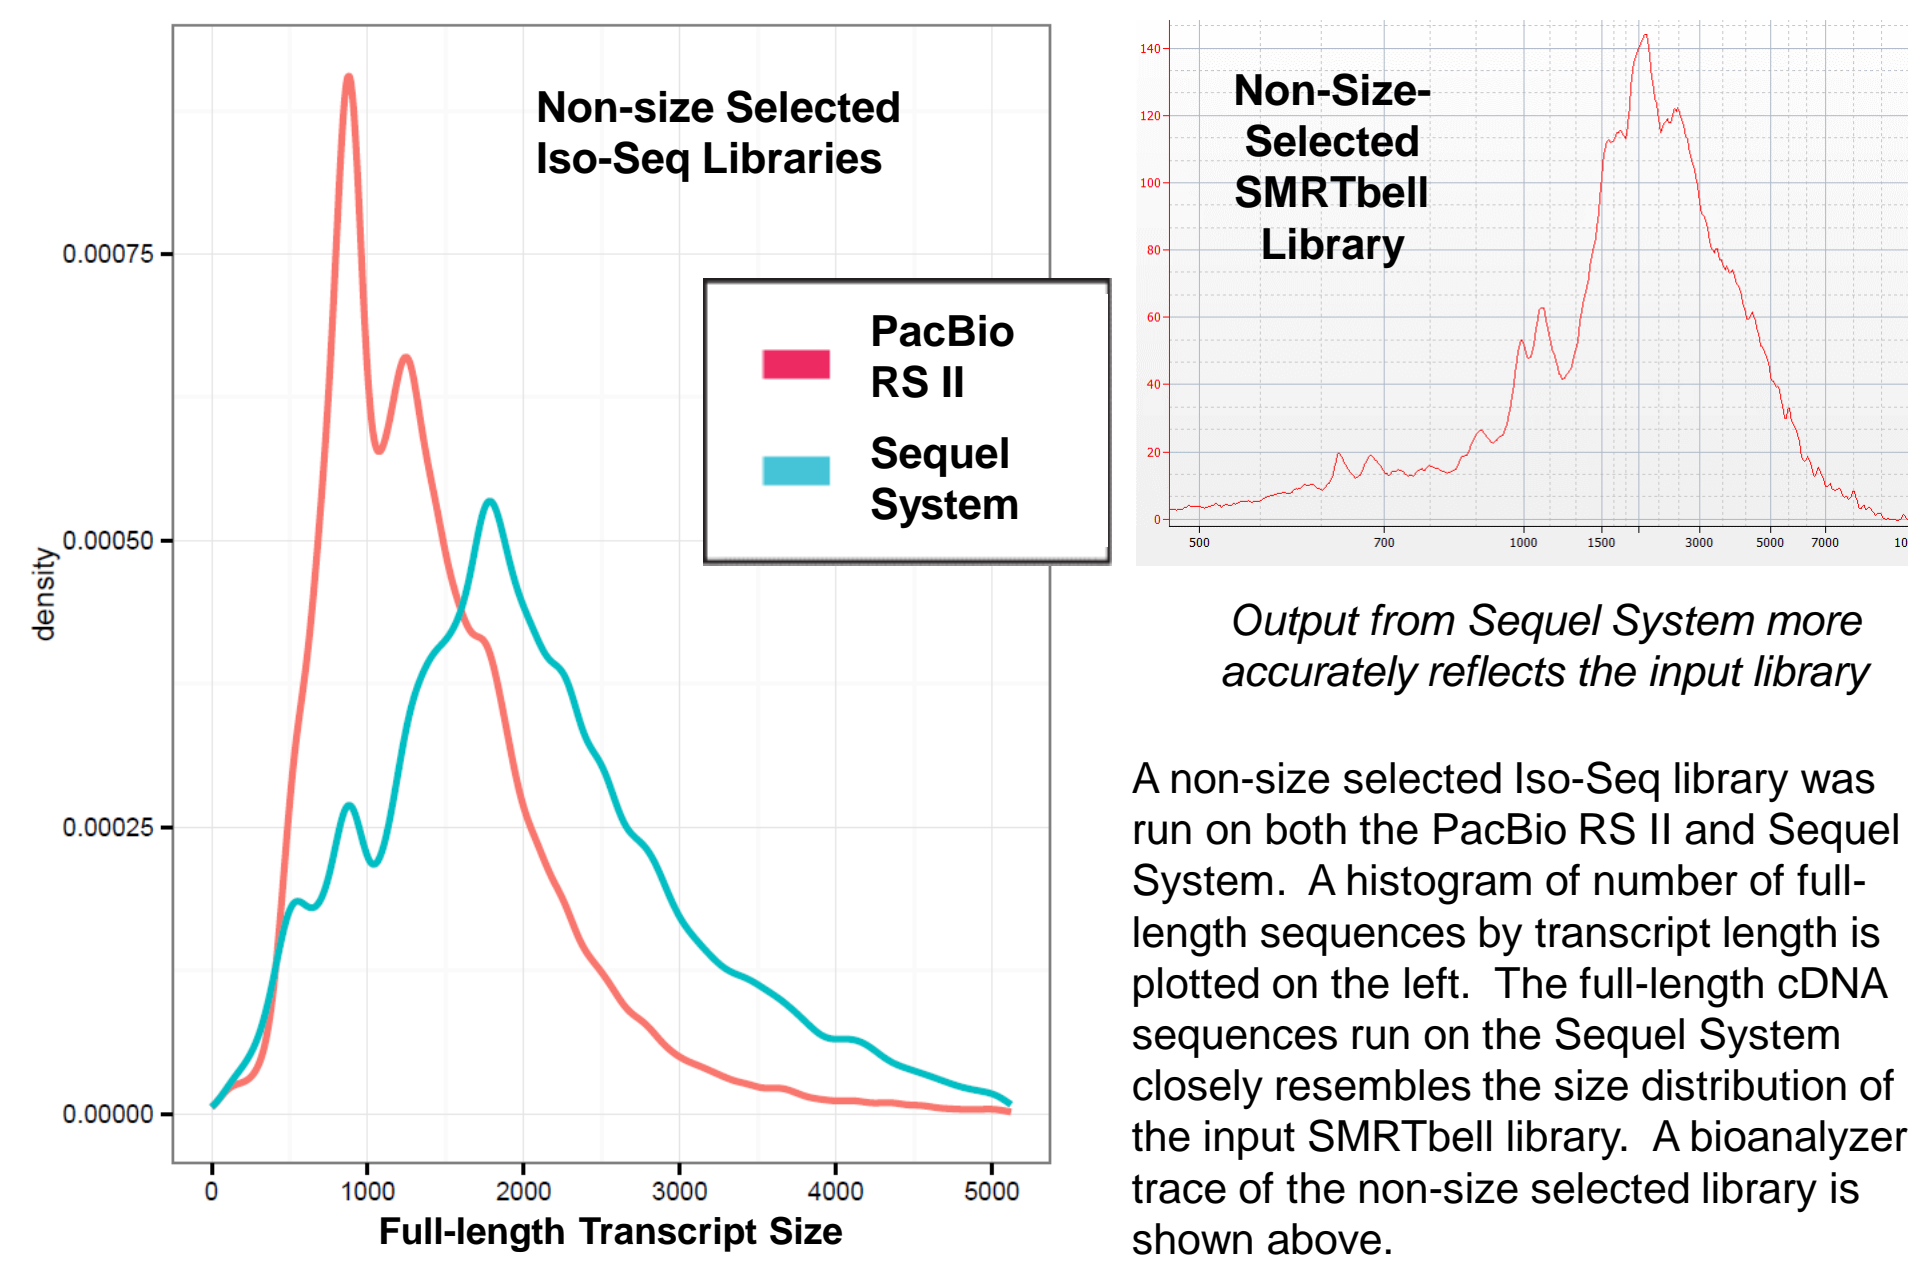 Non-size Selected
Iso-Seq Libraries
PacBio
RS II
Sequel
System
density
0.00075
0.00050
0.00025
0.00000
0 1000 2000 3000 4000 5000
Full-length Transcript Size
Non-Size-
Selected
SMRTbell
Library
140
120
100
80
60
40
20
0
500 700 1000 1500 3000 5000 7000 10
Output from Sequel System more
accurately reflects the input library
A non-size selected Iso-Seq library was
run on both the PacBio RS II and Sequel
System.  A histogram of number of full-
length sequences by transcript length is
plotted on the left.  The full-length cDNA
sequences run on the Sequel System
closely resembles the size distribution of
the input SMRTbell library.  A bioanalyzer
trace of the non-size selected library is
shown above.